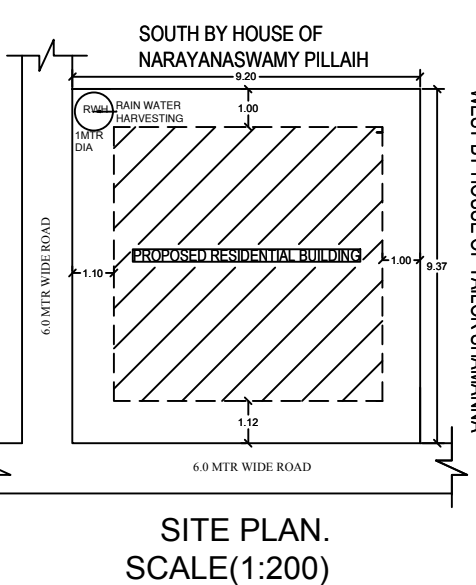 SOUTH BY HOUSE OF
NARAYANASWAMY PILLAIH
9.20
RWH
RAIN WATER
HARVESTING
1MTR
DIA
1.00
6.0 MTR WIDE ROAD
PROPOSED RESIDENTIAL BUILDING
1.10
1.00
9.37
1.12
6.0 MTR WIDE ROAD
SITE PLAN.
SCALE(1:200)